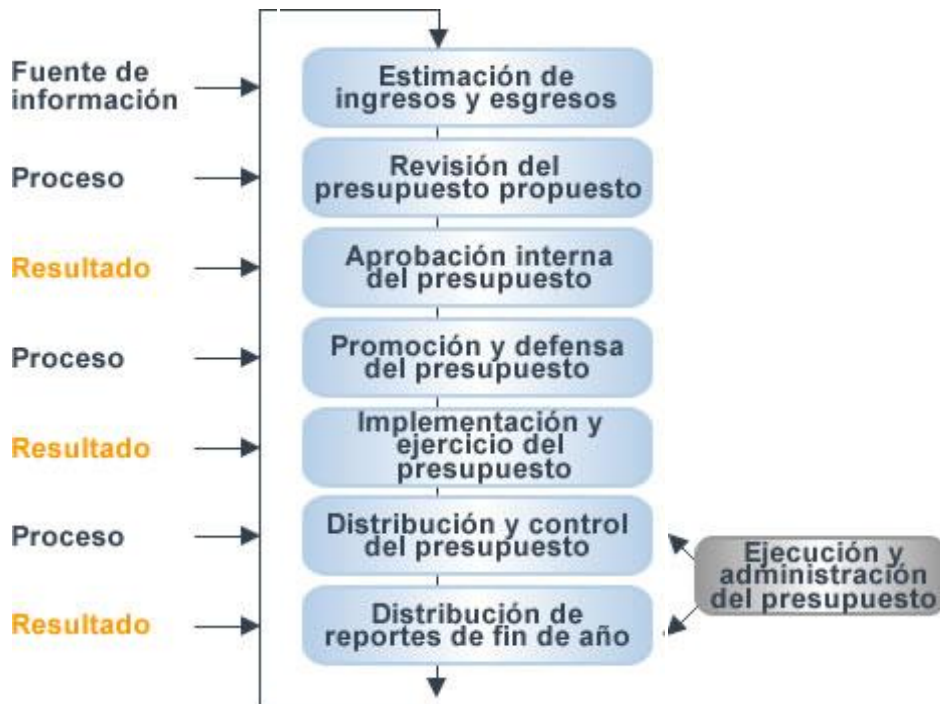 Fuente de
información
Estimación de
ingresos y esgresos
Proceso
Revisión del
presupuesto propuesto
Resultado
Aprobación interna
del presupuesto
Proceso
Promoción y defensa
del presupuesto
Resultado
Implementación y
ejercicio del
presupuesto
Proceso
Distribución y control
del presupuesto
Ejecución y
administración
del presupuesto
Resultado
Distribución de
reportes de fin de año